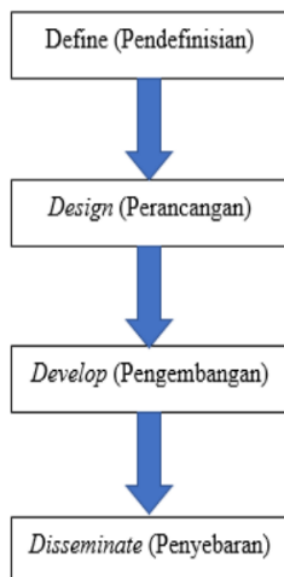 Define (Pendefinisian)
Design (Perancangan)
Develop (Pengembangan)
Disseminate (Penyebaran)